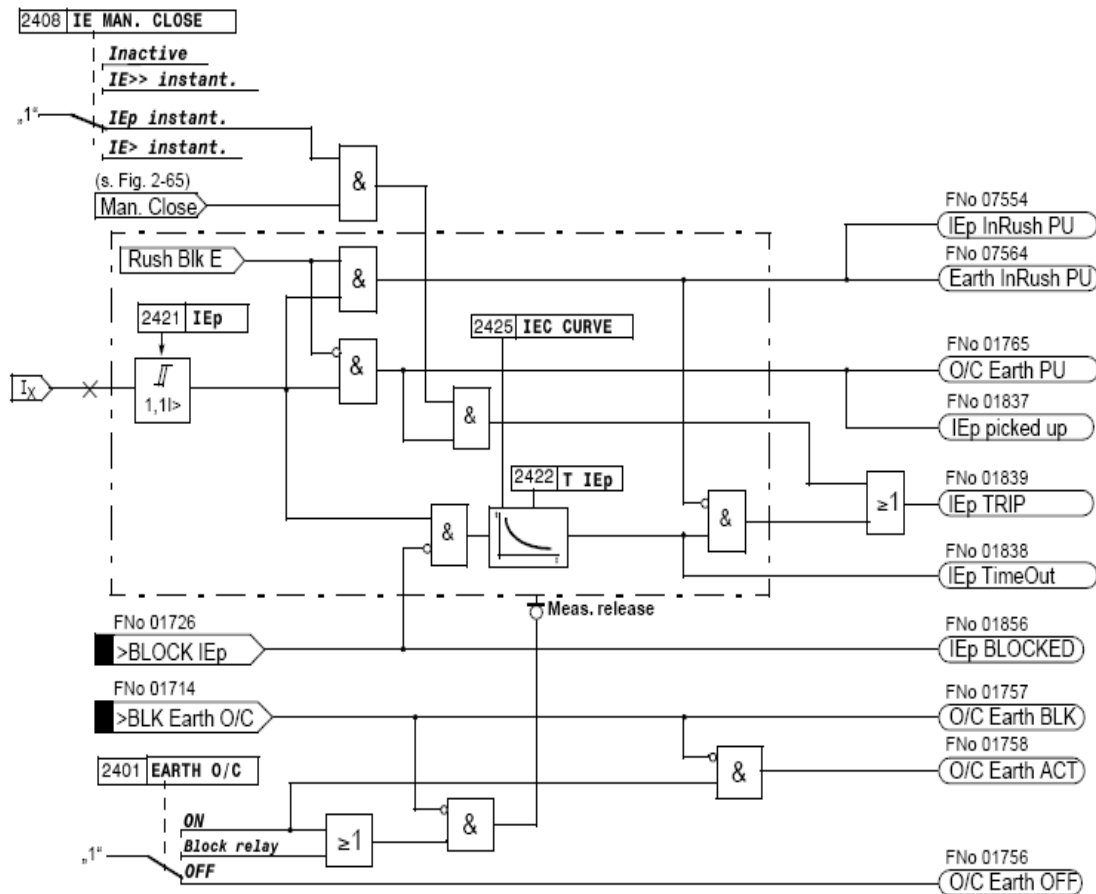 2408 IE MAN. CLOSE
Inactive
IE>> instant.
„1“
IEp instant.
IE> instant.
(s. Fig. 2-65)
Man. Close
&
FNo 07554
IEp InRush PU
Rush Blk E
&
FNo 07564
Earth InRush PU
2421 IEp
2425 IEC CURVE
FNo 01765
O/C Earth PU
&
IX
1,1I>
FNo 01837
IEp picked up
&
2422 T IEp
FNo 01839
IEp TRIP
≥1
&
&
t
I
FNo 01838
IEp TimeOut
Meas. release
FNo 01726
>BLOCK IEp
FNo 01856
IEp BLOCKED
FNo 01714
>BLK Earth O/C
FNo 01757
O/C Earth BLK
FNo 01758
O/C Earth ACT
&
2401 EARTH O/C
ON
&
Block relay
≥1
„1“
OFF
FNo 01756
O/C Earth OFF